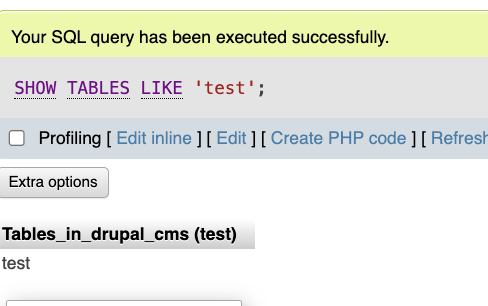 Your SQL query has been executed successfully.
SHOW TABLES LIKE 'test';
Profiling [ Edit inline ] [ Edit ] [ Create PHP code ] [ Refresh
Extra options
Tables_in_drupal_cms (test)
test